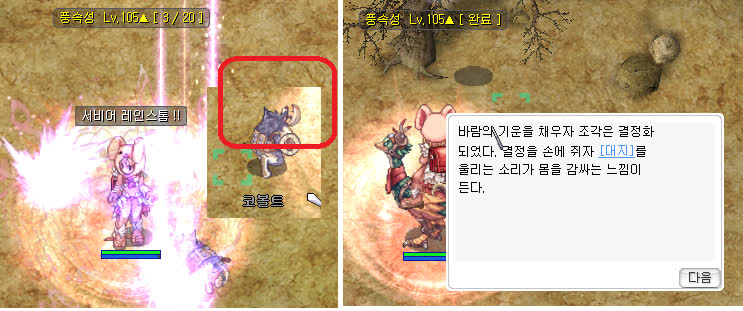 풍속성 Lv.105▲ [ 3 / 20 ]
서비어 레인스톰 !!
코볼트
풍속성 Lv.105▲ [ 완료 ]
바람의 기운을 채우자 조각은 결정화
되었다. 결정을 손에 쥐자 [대지]를
울리는 소리가 몸을 감싸는 느낌이
든다.
다음